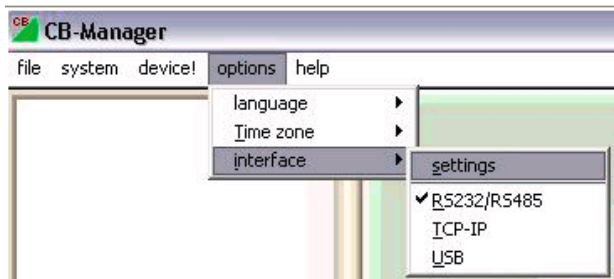 CB CB-Manager
file system device! options help
language
Time zone
interface
settings
RS232/RS485
TCP-IP
USB